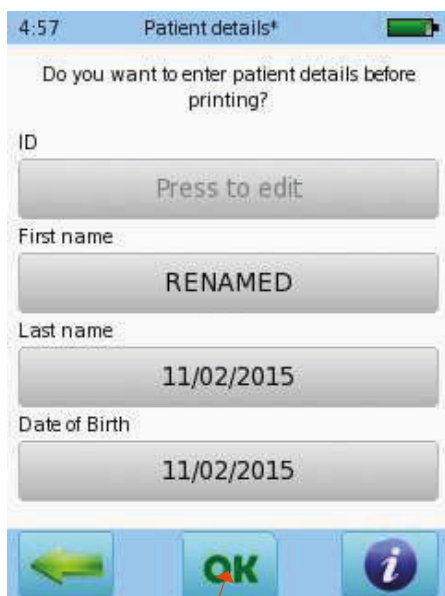 4:57 Patient details*
Do you want to enter patient details before
printing?
ID
Press to edit
First name
RENAMED
Last name
11/02/2015
Date of Birth
11/02/2015
OK i